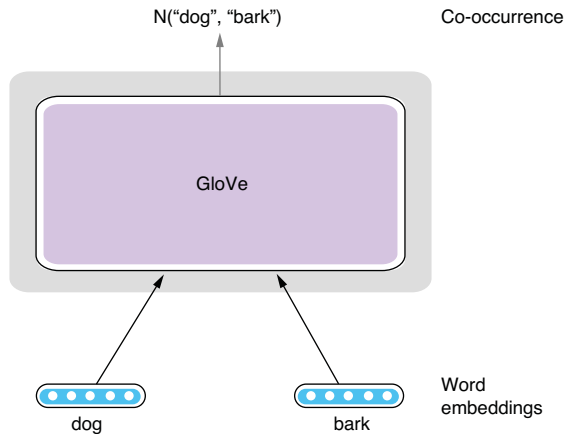 N(“dog”, “bark”)
Co-occurrence
GloVe
Word
embeddings
dog
bark